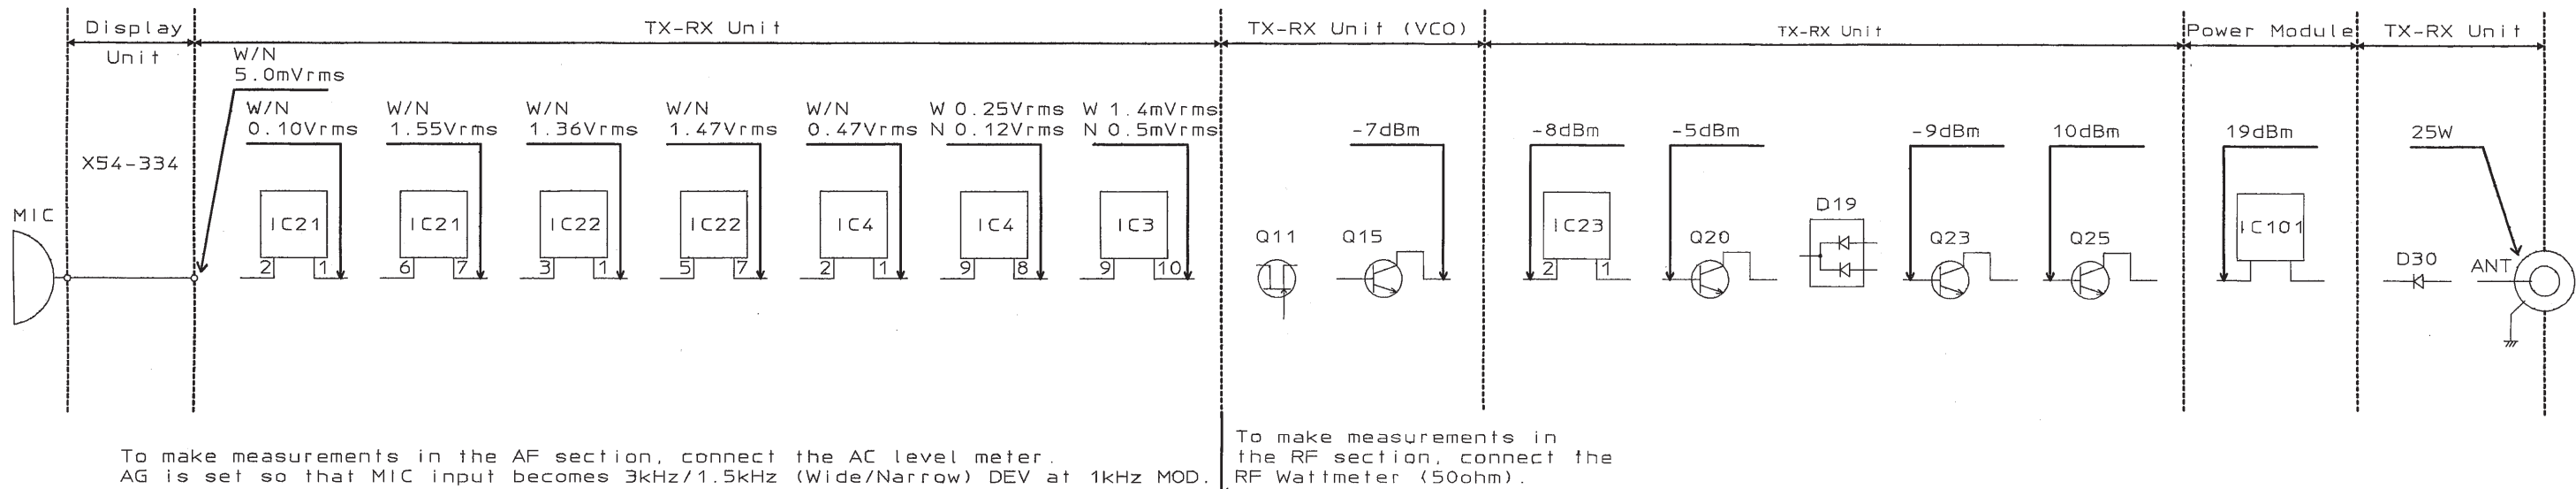 Display
Unit
TX-RX Unit
TX-RX Unit (VCO)
TX-RX Unit
Power Module
TX-RX Unit
W/N
5.0mVrms
W/N
0.10Vrms
W/N
1.55Vrms
W/N
1.36Vrms
W/N
1.47Vrms
W/N
0.47Vrms
W 0.25Vrms
N 0.12Vrms
W 1.4mVrms
N 0.5mVrms
-7dBm
-8dBm
-5dBm
-9dBm
10dBm
19dBm
25W
X54-334
MIC
IC21
2 1
IC21
6 7
IC22
3 1
IC22
5 7
IC4
2 1
IC4
9 8
IC3
9 10
Q11
Q15
IC23
2 1
Q20
D19
Q23
Q25
IC101
D30
ANT
To make measurements in the AF section, connect the AC level meter.
AG is set so that MIC input becomes 3kHz/1.5kHz (Wide/Narrow) DEV at 1kHz MOD.
To make measurements in
the RF section, connect the
RF Wattmeter (50ohm).